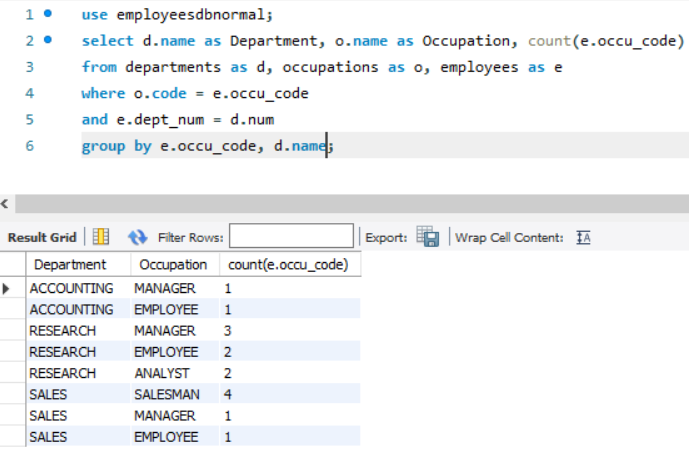 1 use employeesdbnormal;
2 select d.name as Department, o.name as Occupation, count(e.occu_code)
3 from departments as d, occupations as o, employees as e
4 where o.code = e.occu_code
5 and e.dept_num = d.num
6 group by e.occu_code, d.name;
Result Grid Filter Rows: Export: Wrap Cell Content: IA
Department Occupation count(e.occu_code)
ACCOUNTING MANAGER 1
ACCOUNTING EMPLOYEE 1
RESEARCH MANAGER 3
RESEARCH EMPLOYEE 2
RESEARCH ANALYST 2
SALES SALESMAN 4
SALES MANAGER 1
SALES EMPLOYEE 1